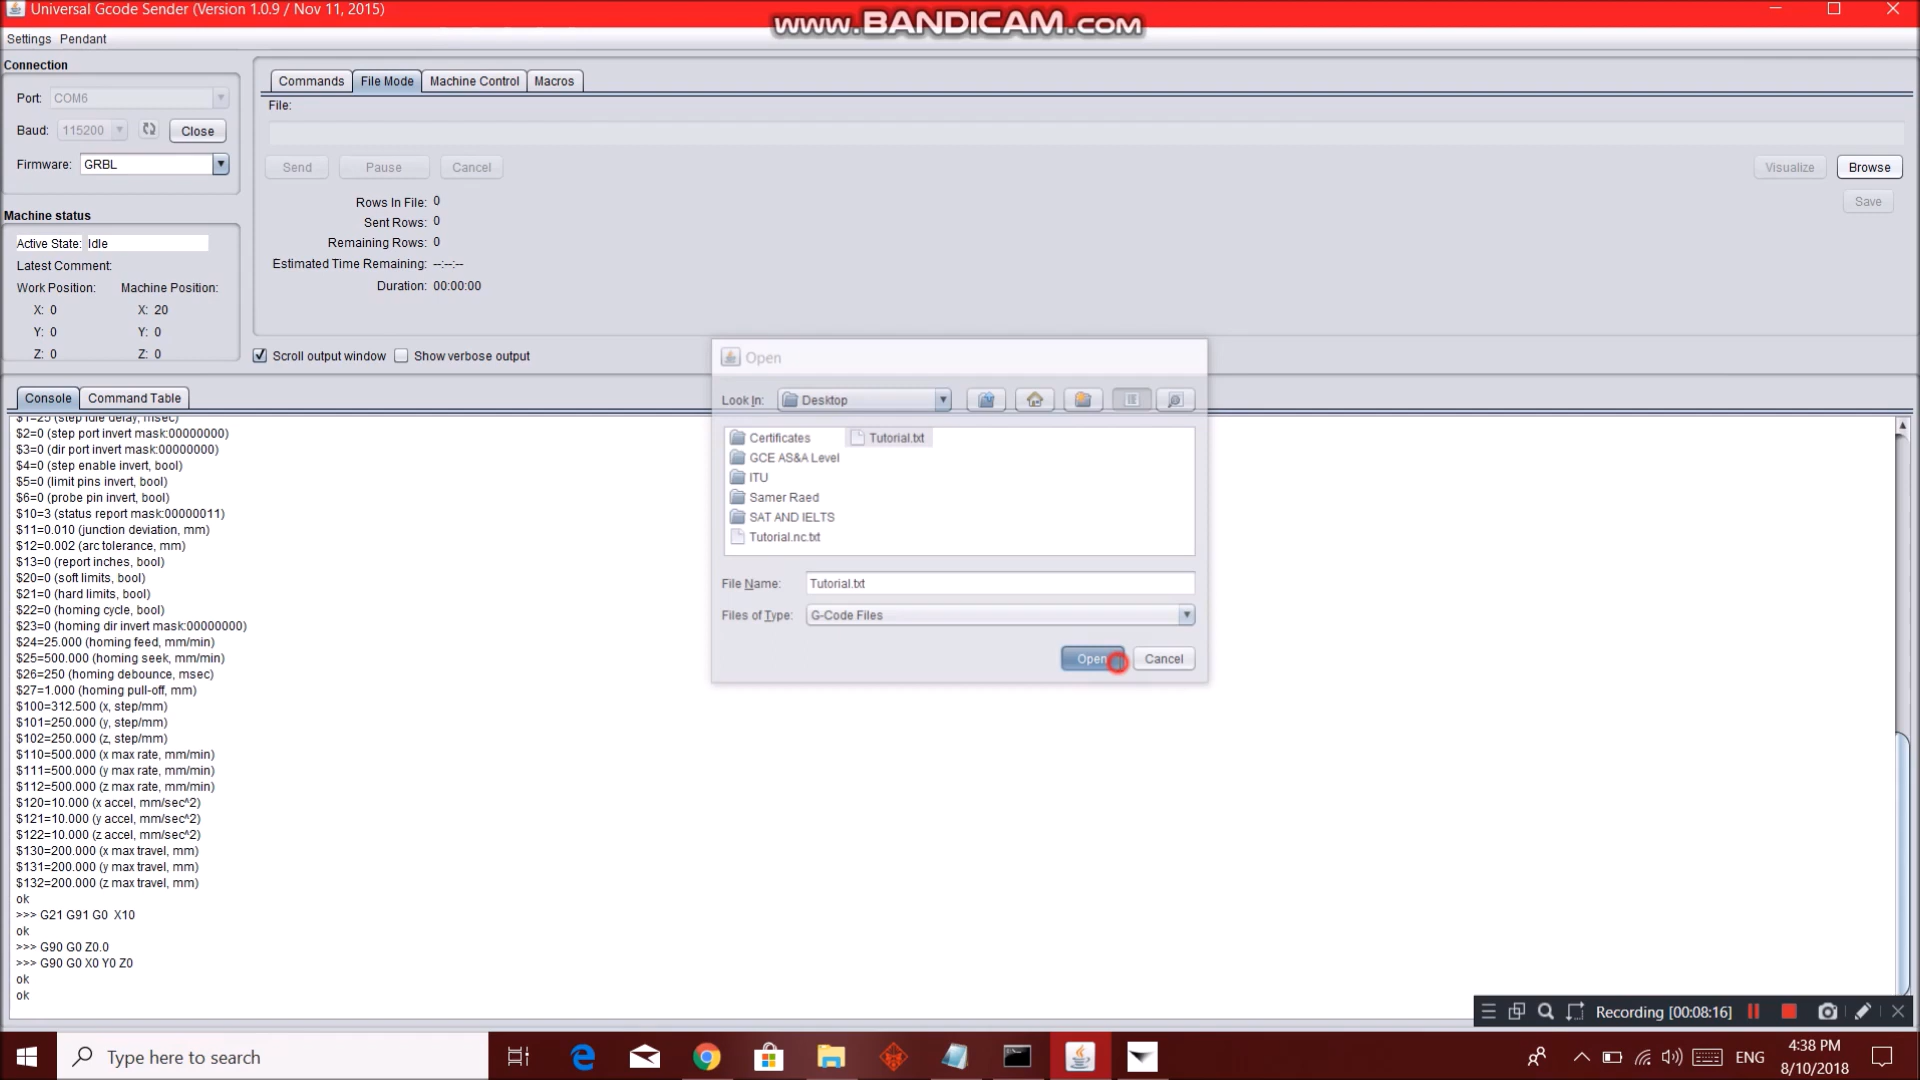 Universal Gcode Sender (Version 1.0.9 / Nov 11, 2015)
www.BANDICAM.com
Settings Pendant
Connection
Port: COM6
Baud: 115200 Close
Firmware: GRBL
Commands File Mode Machine Control Macros
File:
Send Pause Cancel Visualize Browse
Save
Rows In File: 0
Sent Rows: 0
Remaining Rows: 0
Estimated Time Remaining: --:--:--
Duration: 00:00:00
Machine status
Active State: Idle
Latest Comment:
Work Position: Machine Position:
X: 0 X: 20
Y: 0 Y: 0
Z: 0 Z: 0
Scroll output window Show verbose output
Open
Look In: Desktop
Certificates Tutorial.txt
GCE AS&A Level
ITU
Samer Raed
SAT AND IELTS
Tutorial.nc.txt
File Name: Tutorial.txt
Files of Type: G-Code Files
Open Cancel
Console Command Table
$1=25 (step idle delay, msec)
$2=0 (step port invert mask:00000000)
$3=0 (dir port invert mask:00000000)
$4=0 (step enable invert, bool)
$5=0 (limit pins invert, bool)
$6=0 (probe pin invert, bool)
$10=3 (status report mask:00000011)
$11=0.010 (junction deviation, mm)
$12=0.002 (arc tolerance, mm)
$13=0 (report inches, bool)
$20=0 (soft limits, bool)
$21=0 (hard limits, bool)
$22=0 (homing cycle, bool)
$23=0 (homing dir invert mask:00000000)
$24=25.000 (homing feed, mm/min)
$25=500.000 (homing seek, mm/min)
$26=250 (homing debounce, msec)
$27=1.000 (homing pull-off, mm)
$100=312.500 (x, step/mm)
$101=250.000 (y, step/mm)
$102=250.000 (z, step/mm)
$110=500.000 (x max rate, mm/min)
$111=500.000 (y max rate, mm/min)
$112=500.000 (z max rate, mm/min)
$120=10.000 (x accel, mm/sec^2)
$121=10.000 (y accel, mm/sec^2)
$122=10.000 (z accel, mm/sec^2)
$130=200.000 (x max travel, mm)
$131=200.000 (y max travel, mm)
$132=200.000 (z max travel, mm)
ok
>>> G21 G91 G0  X10
ok
>>> G90 G0 Z0.0
>>> G90 G0 X0 Y0 Z0
ok
ok
Recording [00:08:16]
Type here to search
ENG
4:38 PM
8/10/2018